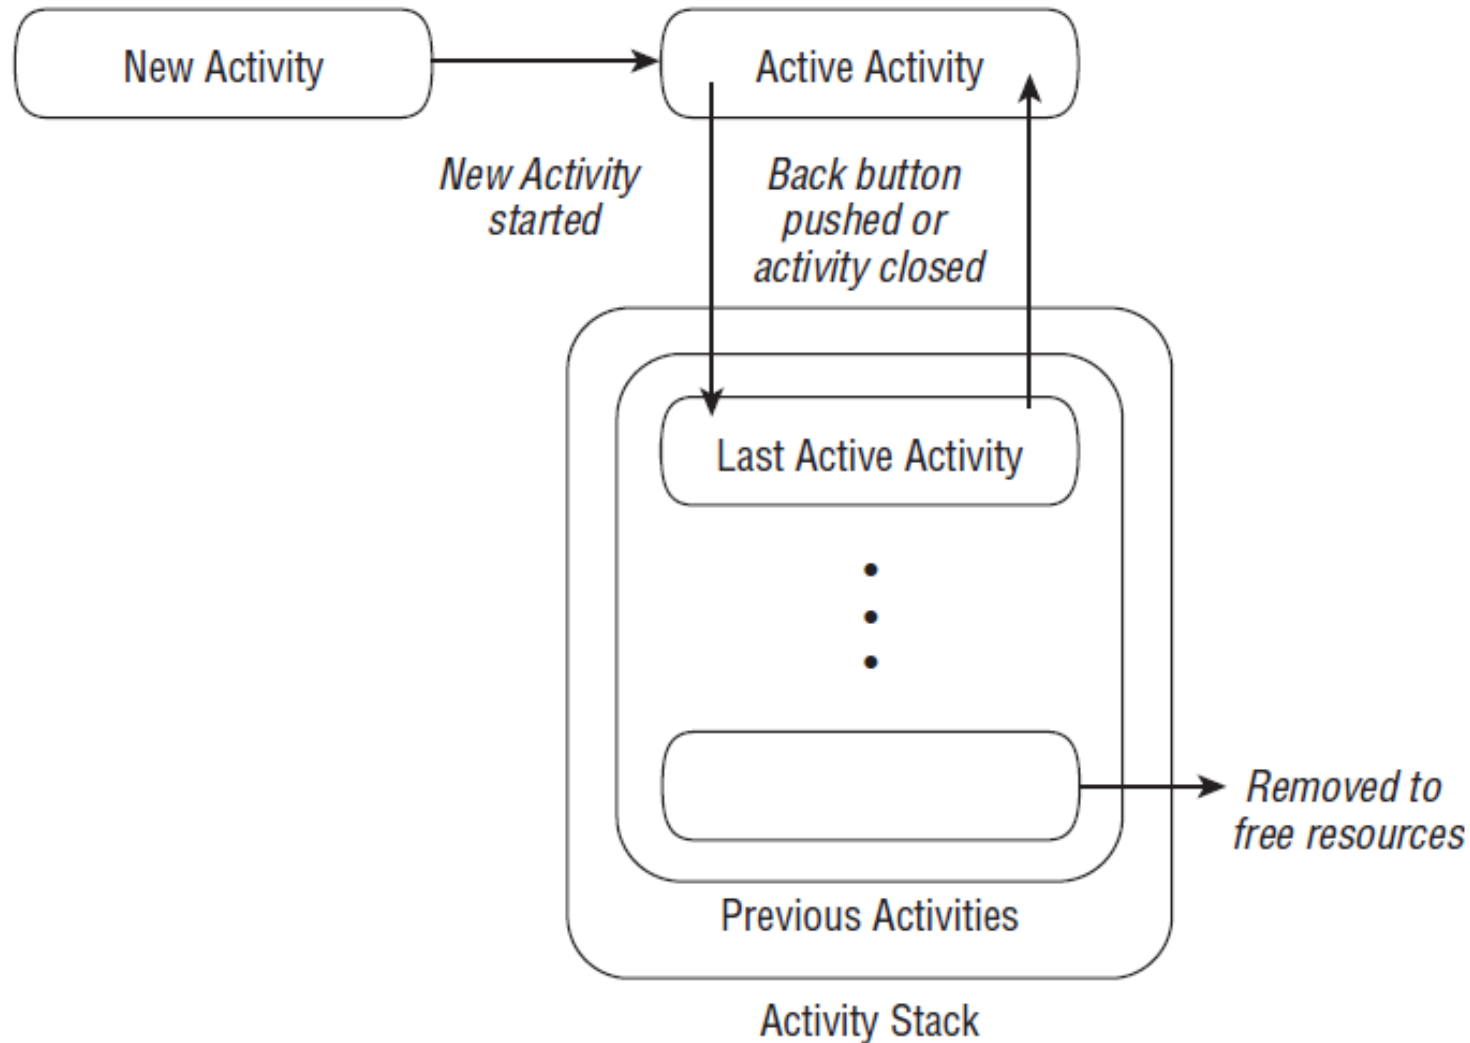 New Activity
Active Activity
New Activity
started
Back button
pushed or
activity closed
Last Active Activity
Removed to
free resources
Previous Activities
Activity Stack